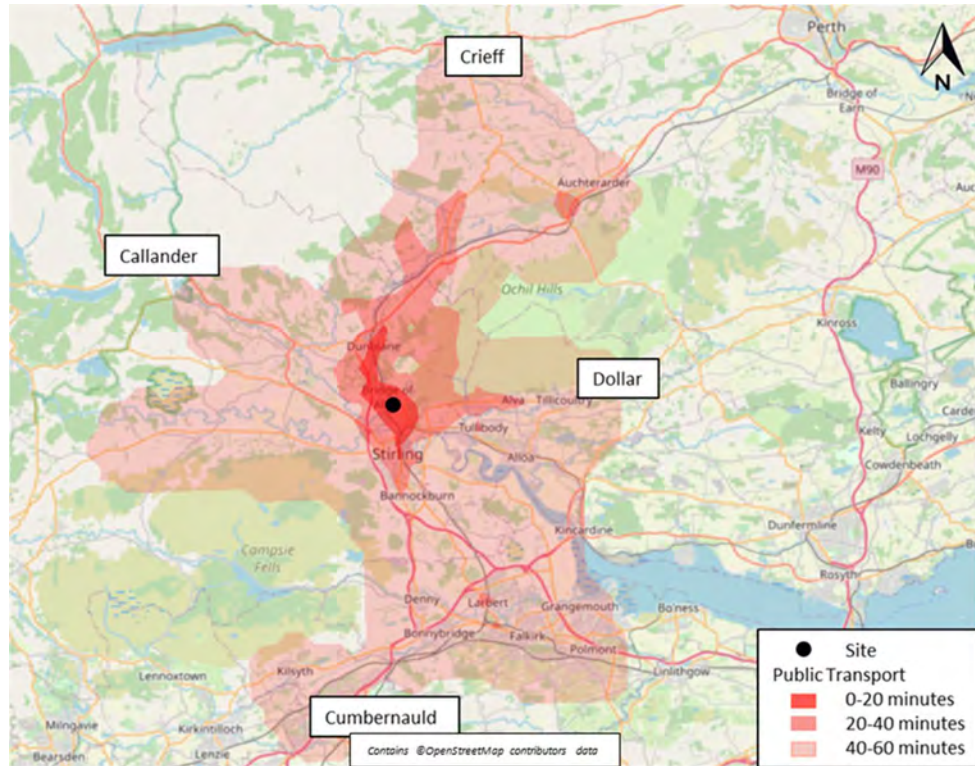 Perth
Crieff
N
Bridge of
Earn
M90
Auchterarder
Callander
Ochil Hills
Kinross
Dunblane
Dollar
Ballingry
Bridge of
Alva
Tillicoultry
Tullibody
Kelty
Lochgelly
Stirling
Alloa
Cowdenbeath
Bannockburn
Kincardine
Dunfermline
Campsie
Fells
Rosyth
Denny
Larbert
Grangemouth
Bo'ness
Bonnybridge
Falkirk
Polmont
Linlithgow
Kilsyth
Lennoxtown
Cumbernauld
Milngavie
Kirkintilloch
Lenzie
Bearsden
Contains ©OpenStreetMap contributors data
Site
Public Transport
0-20 minutes
20-40 minutes
40-60 minutes